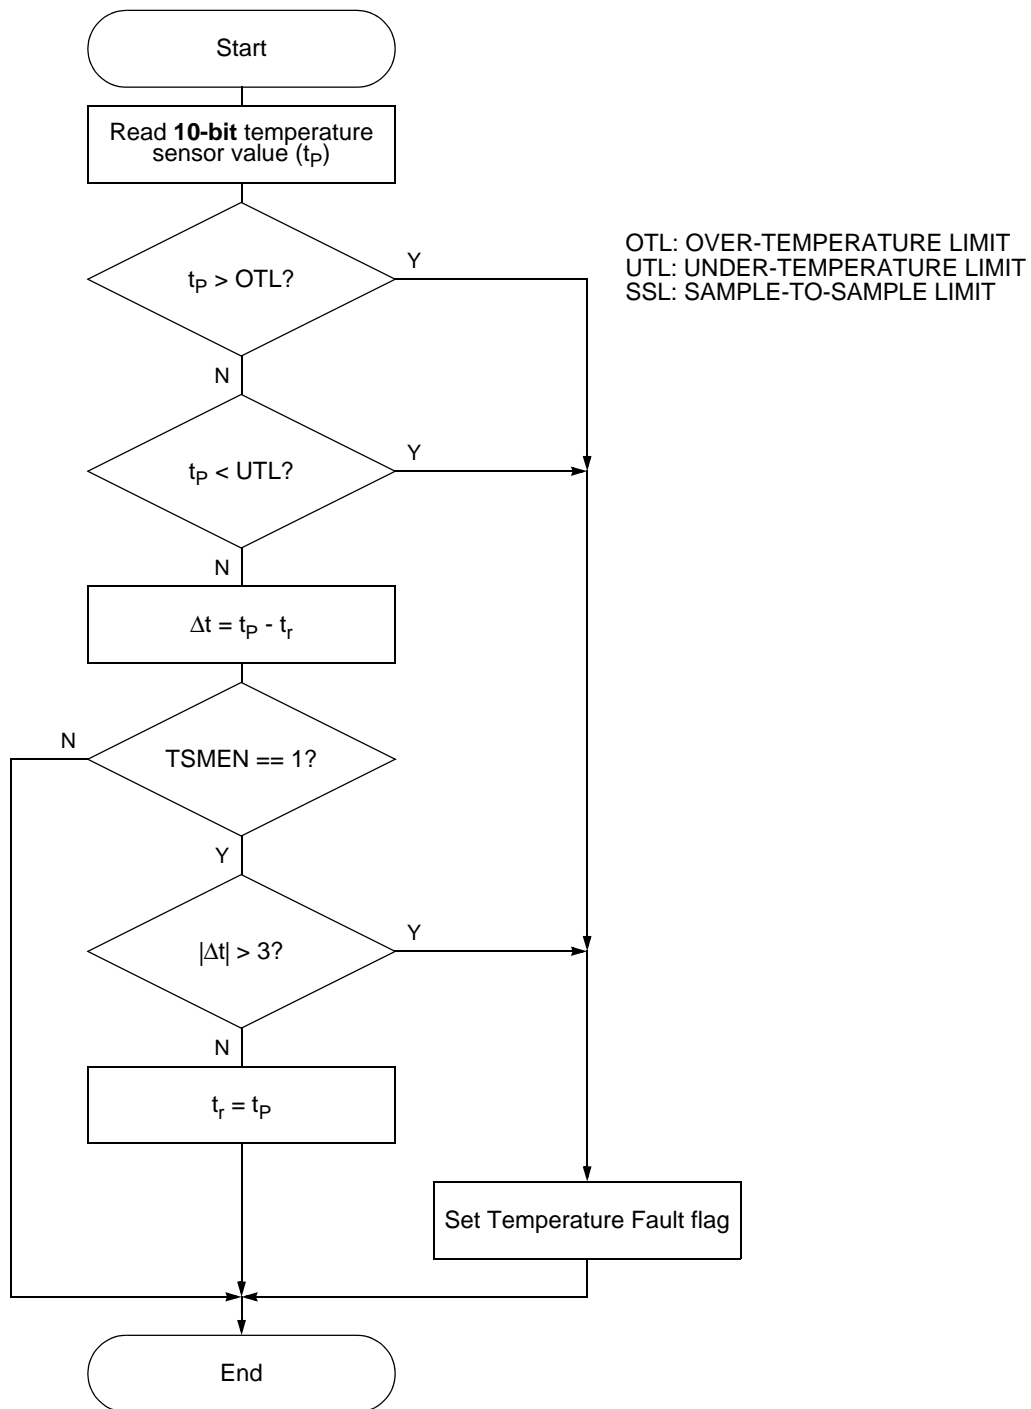 Start
Read 10-bit temperature
sensor value (tP)
OTL: OVER-TEMPERATURE LIMIT
UTL: UNDER-TEMPERATURE LIMIT
SSL: SAMPLE-TO-SAMPLE LIMIT
tP > OTL?
Y
N
tP < UTL?
Y
N
Δt = tP - tr
N
TSMEN == 1?
Y
|Δt| > 3?
Y
N
tr = tP
Set Temperature Fault flag
End